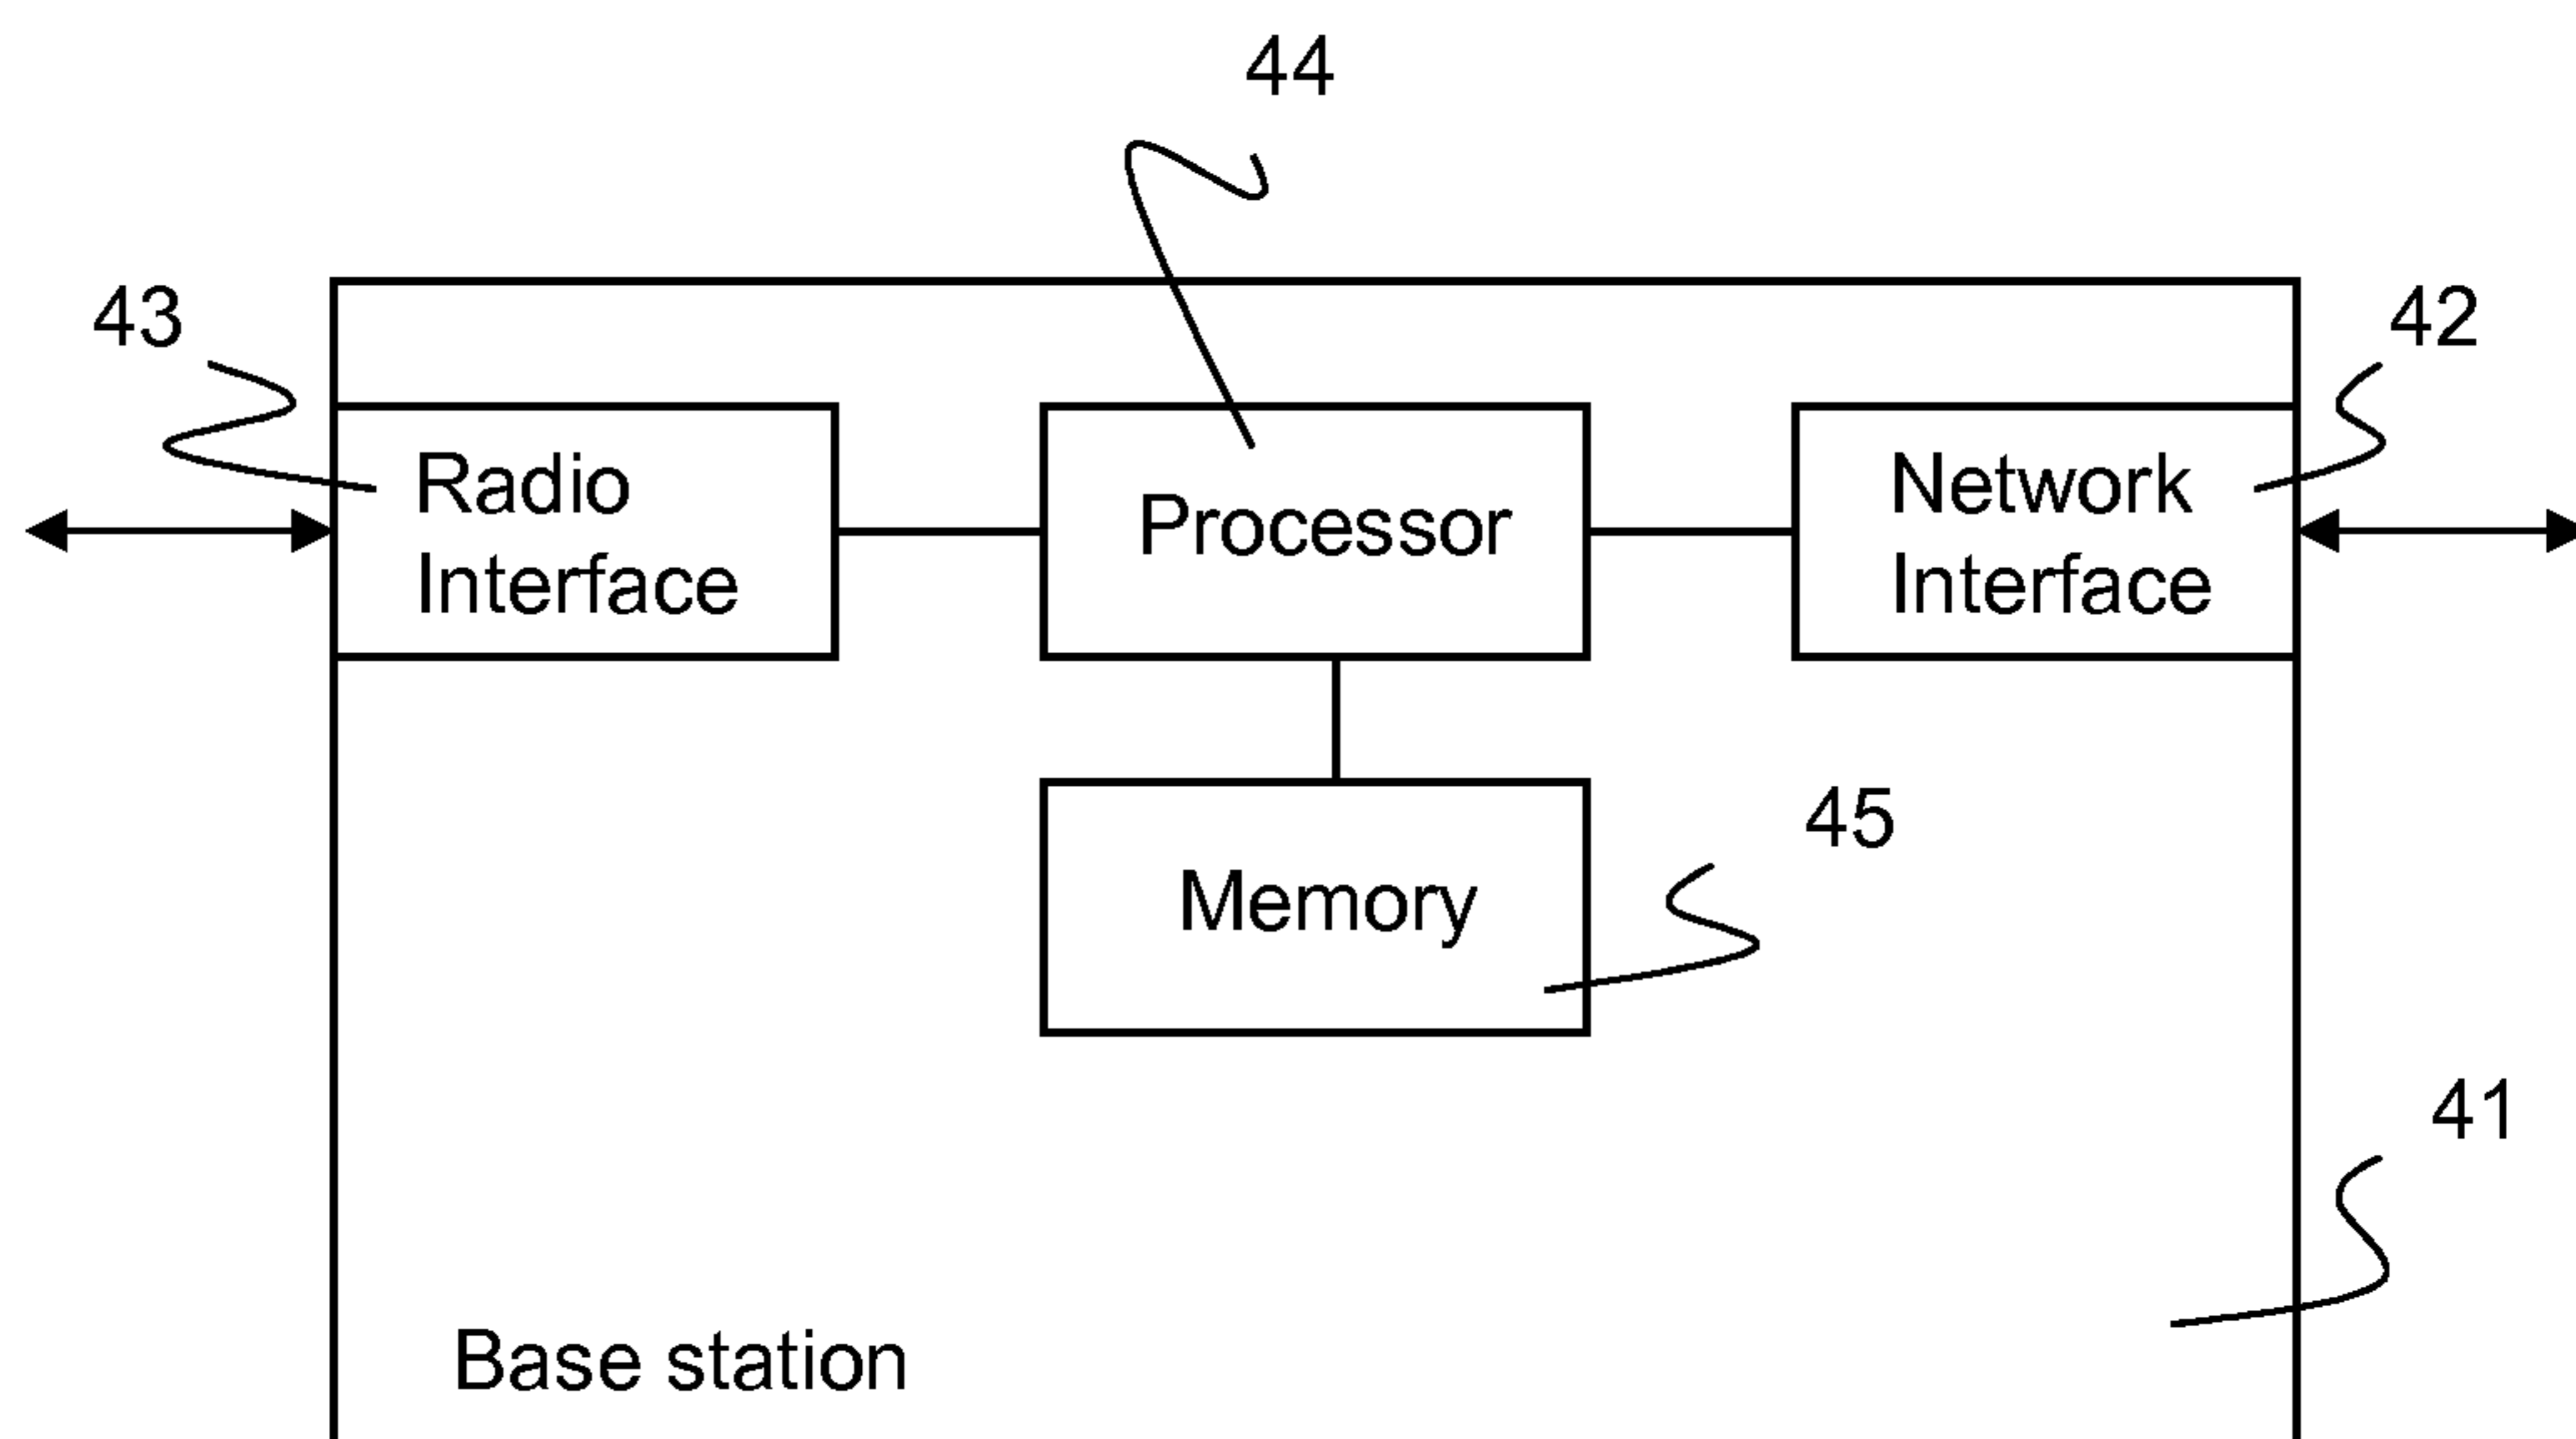 44
43
42
Radio
Interface
Processor
Network
Interface
45
Memory
41
Base station